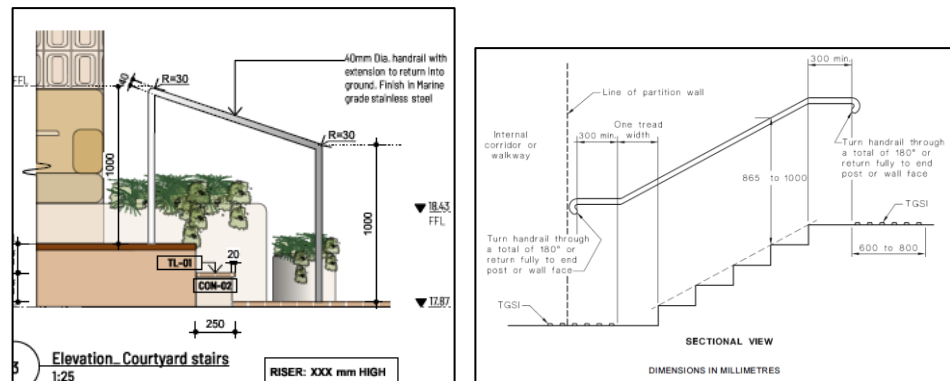 FFL
40
R=30
40mm Dia. handrail with
extension to return into
ground. Finish in Marine
grade stainless steel
R=30
1000
1000
18.43
FFL
TL-01
20
CON-02
17.87
250
3
Elevation_ Courtyard stairs
1:25
RISER: XXX mm HIGH
300 min.
Line of partition wall
Internal
corridor or
walkway
One tread
width
300 min.
Turn handrail through
a total of 180° or
return fully to end
post or wall face
865 to 1000
TGSI
Turn handrail through
a total of 180° or
return fully to end
post or wall face
600 to 800
TGSI
SECTIONAL VIEW
DIMENSIONS IN MILLIMETRES